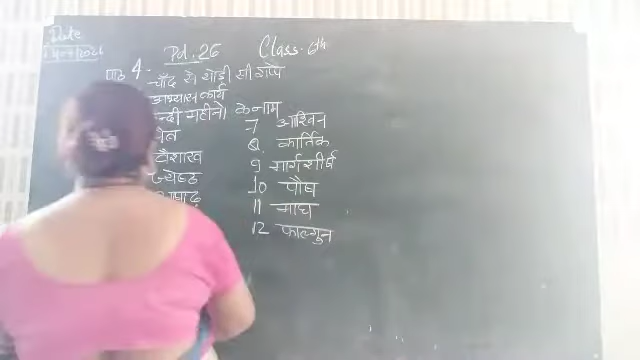 Date
Pd. 26 Class - 6th
पाठ 4 - चाँद से थोड़ी सी गप्पे
अभ्यास कार्य
महीनो के नाम
वैशाख
ज्येष्ठ
7 आश्विन
8. कार्तिक
9 मार्गशीर्ष
10 पौष
11 माघ
12 फाल्गुन